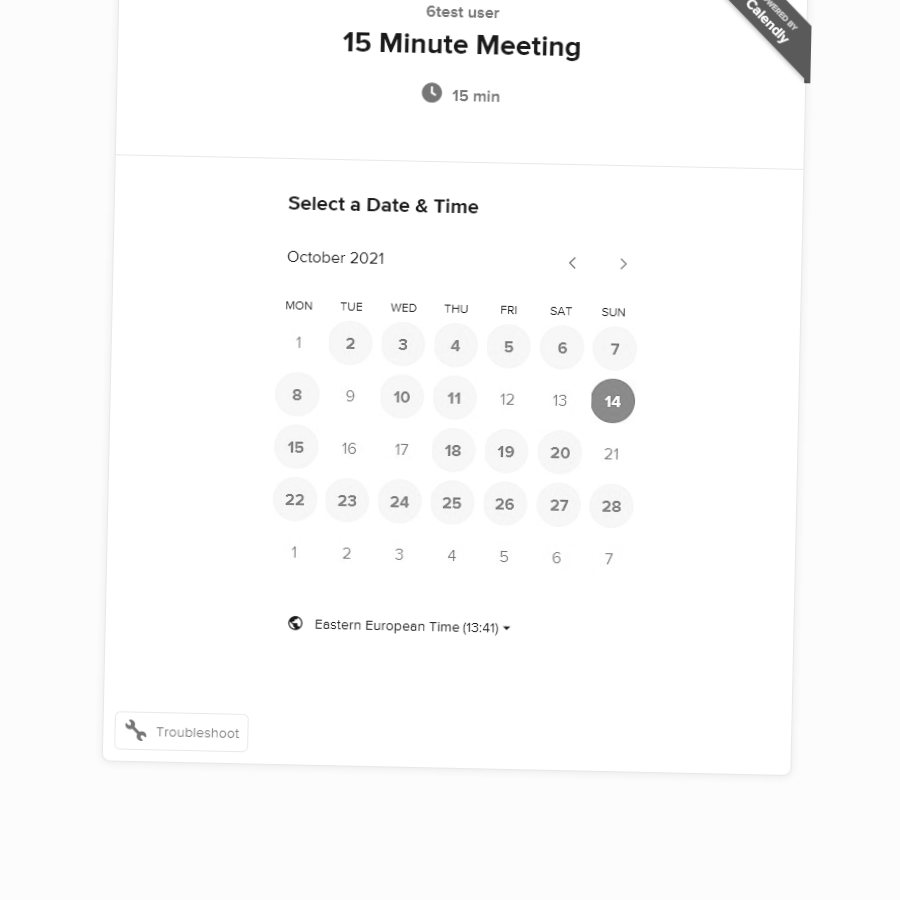 6test user
POWERED BY
Calendly
15 Minute Meeting
15 min
Select a Date & Time
October 2021
MON TUE WED THU FRI SAT SUN
1 2 3 4 5 6 7
8 9 10 11 12 13 14
15 16 17 18 19 20 21
22 23 24 25 26 27 28
1 2 3 4 5 6 7
Eastern European Time (13:41)
Troubleshoot